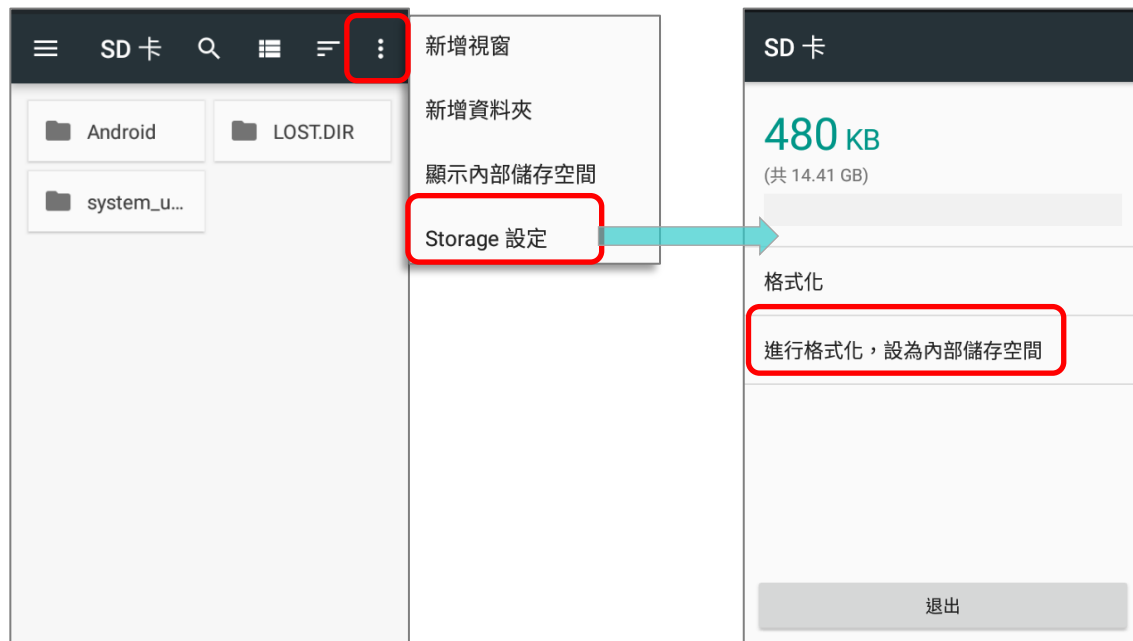 SD 卡
Android
LOST.DIR
system_u...
新增視窗
新增資料夾
顯示內部儲存空間
Storage 設定
SD 卡
480 KB
(共 14.41 GB)
格式化
進行格式化，設為內部儲存空間
退出